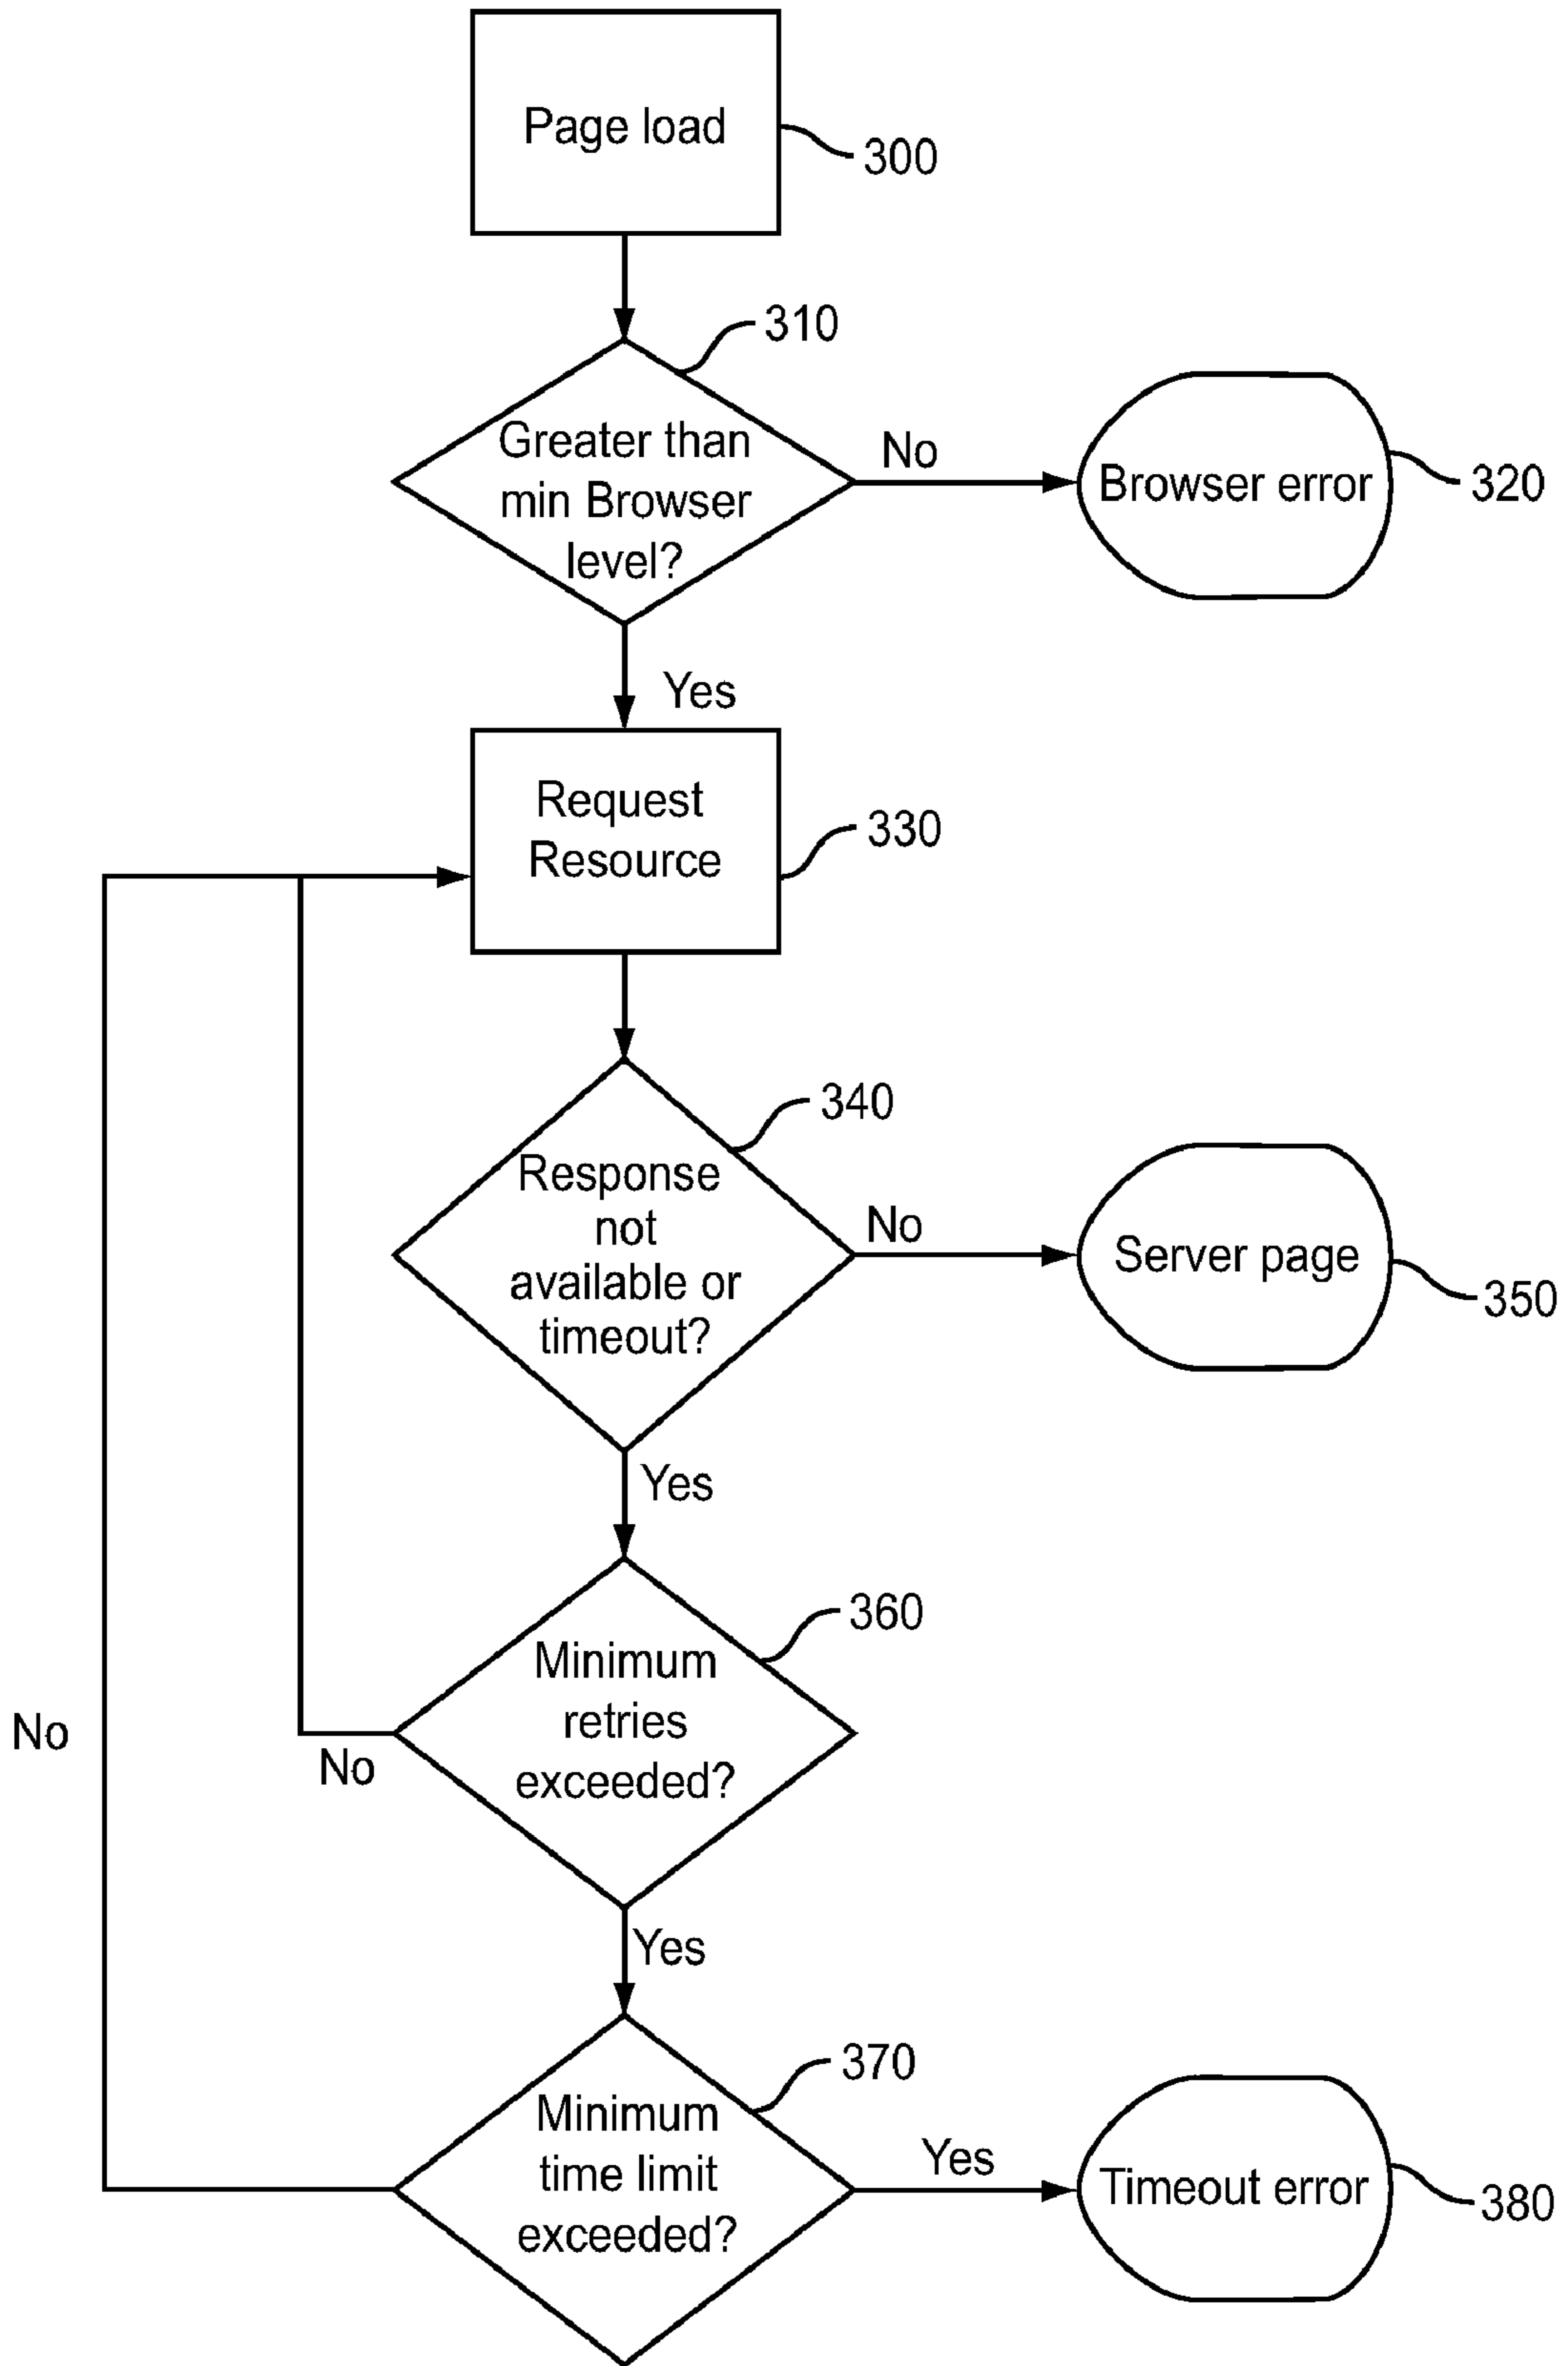 Page load
300
310
Greater than
min Browser
level?
No
Browser error
320
Yes
Request
Resource
330
340
Response
not
available or
timeout?
No
Server page
350
Yes
360
Minimum
retries
exceeded?
No
No
Yes
370
Minimum
time limit
exceeded?
Yes
Timeout error
380